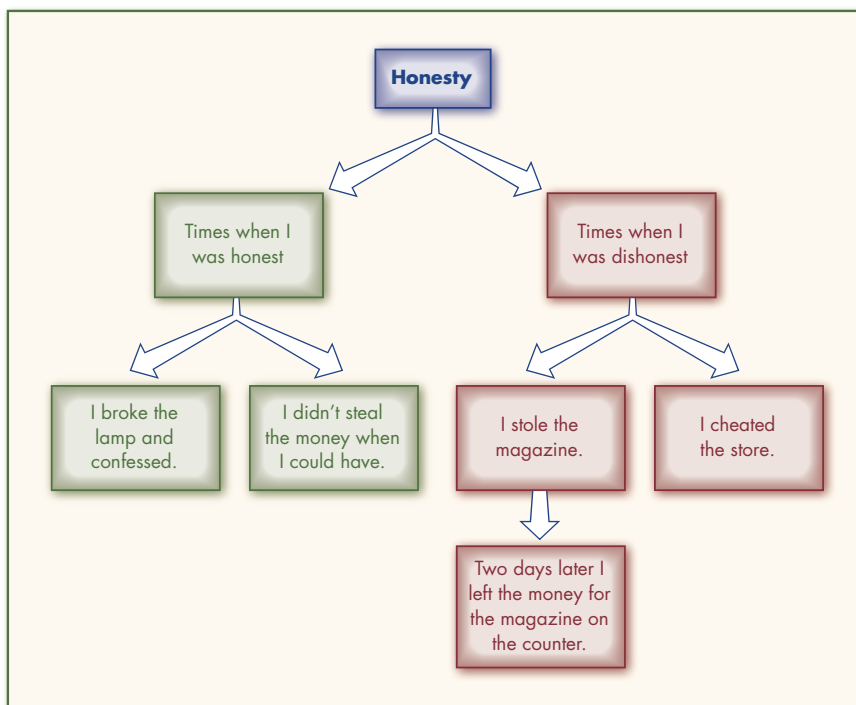 Honesty
Times when I
was honest
Times when I
was dishonest
I broke the
lamp and
confessed.
I didn't steal
the money when
I could have.
I stole the
magazine.
I cheated
the store.
Two days later I
left the money for
the magazine on
the counter.